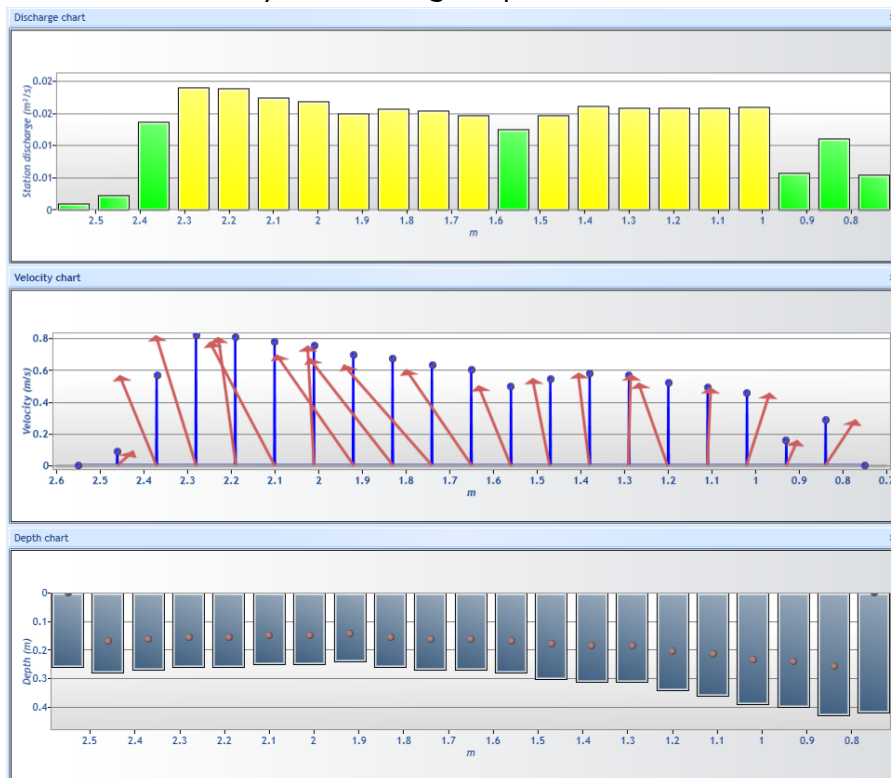 Discharge chart
Station discharge (m³/s)
0.02
0.02
0.01
0.01
0
2.5 2.4 2.3 2.2 2.1 2 1.9 1.8 1.7 1.6 1.5 1.4 1.3 1.2 1.1 1 0.9 0.8
m
Velocity chart
Velocity (m/s)
0.8
0.6
0.4
0.2
0
2.6 2.5 2.4 2.3 2.2 2.1 2 1.9 1.8 1.7 1.6 1.5 1.4 1.3 1.2 1.1 1 0.9 0.8 0.7
m
Depth chart
Depth (m)
0
0.1
0.2
0.3
0.4
2.5 2.4 2.3 2.2 2.1 2 1.9 1.8 1.7 1.6 1.5 1.4 1.3 1.2 1.1 1 0.9 0.8
m